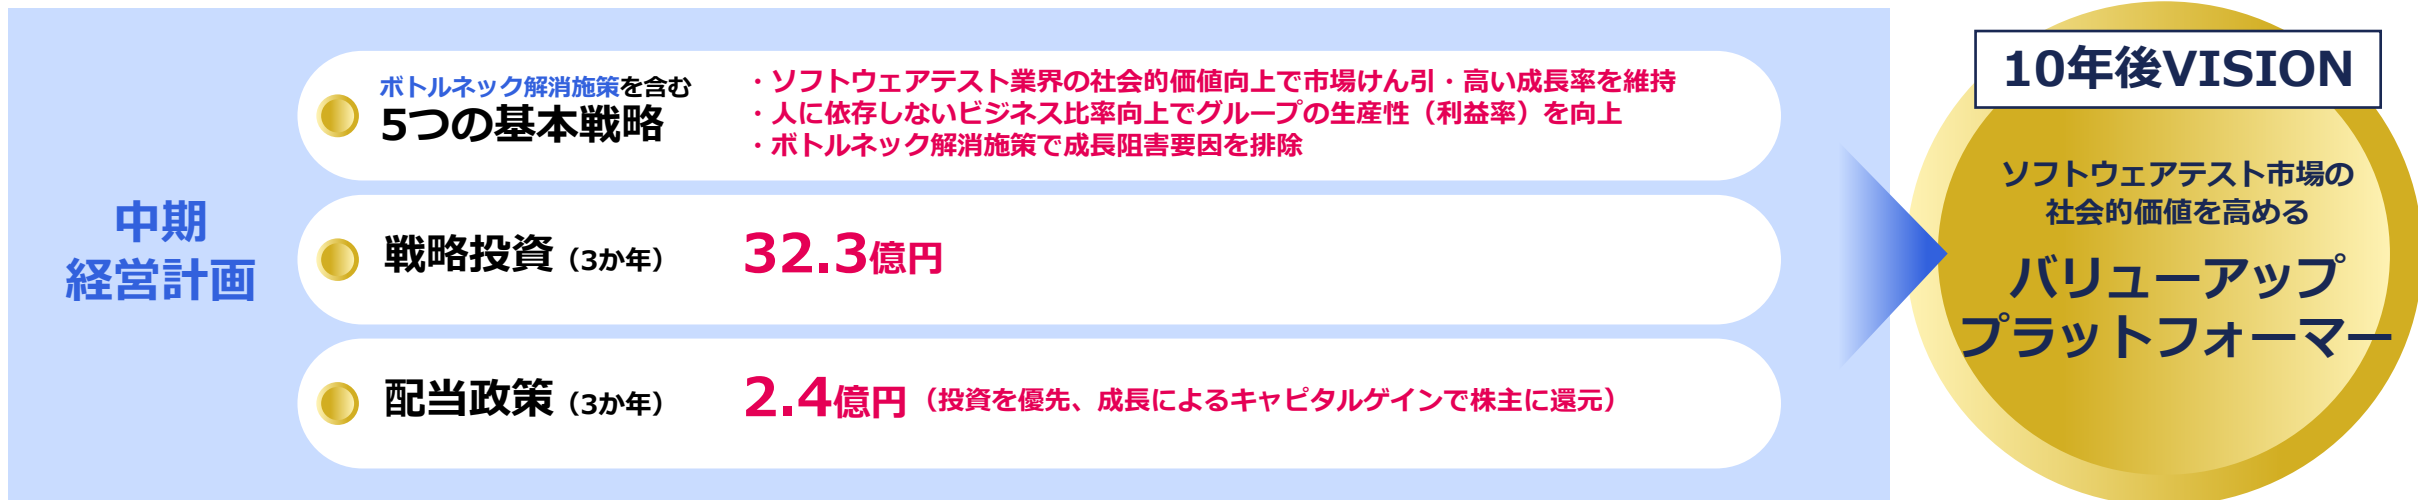 中期
経営計画
ボトルネック解消施策を含む
5つの基本戦略
・ソフトウェアテスト業界の社会的価値向上で市場けん引・高い成長率を維持
・人に依存しないビジネス比率向上でグループの生産性（利益率）を向上
・ボトルネック解消施策で成長阻害要因を排除
戦略投資（3か年） 32.3億円
配当政策（3か年） 2.4億円（投資を優先、成長によるキャピタルゲインで株主に還元）
10年後VISION
ソフトウェアテスト市場の
社会的価値を高める
バリューアップ
プラットフォーマー